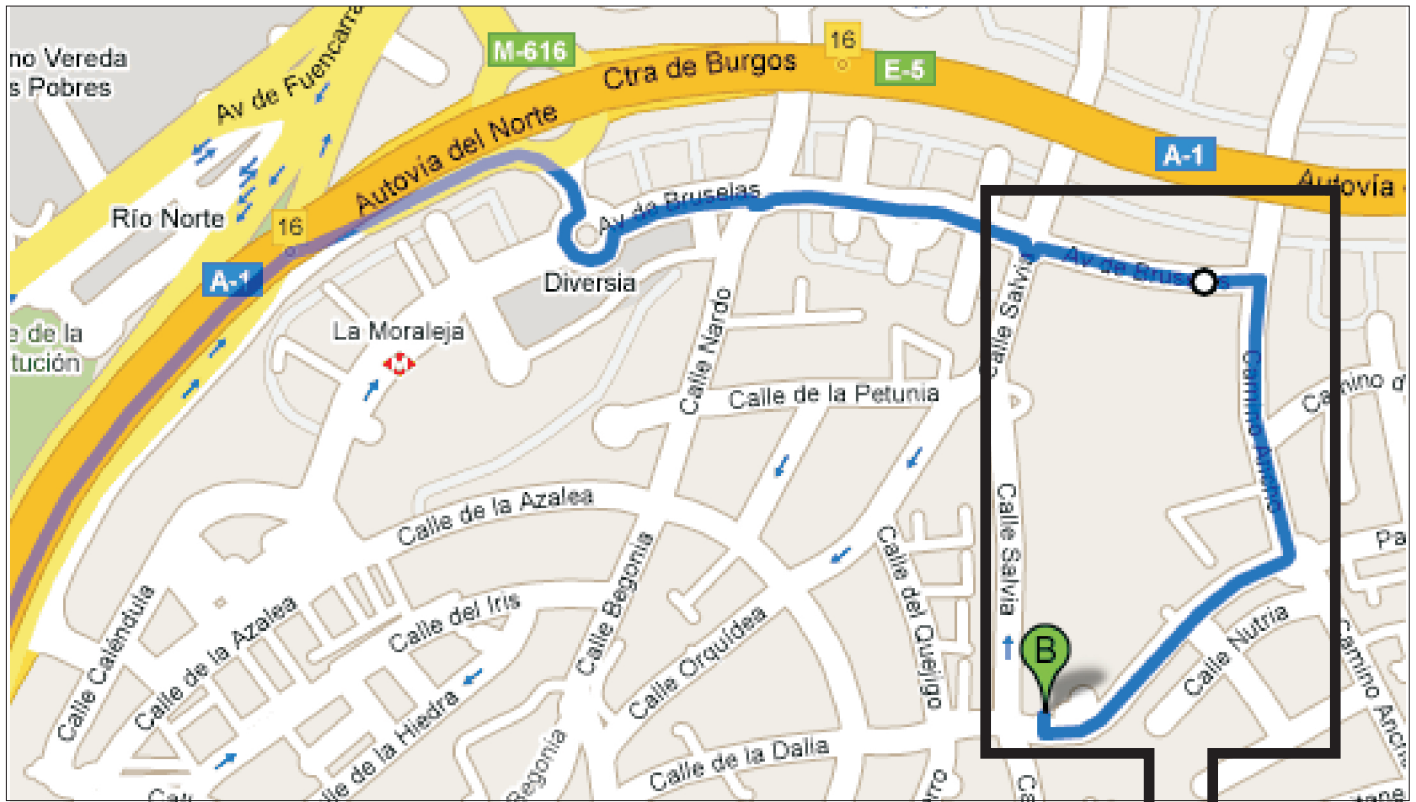 no Vereda
s Pobres
Av de Fuencarra
M-616
Ctra de Burgos
16
E-5
Autovía del Norte
A-1
Autovía
Río Norte
16
A-1
Av de Bruselas
Av de Bruselas
Diversia
La Moraleja
M
e de la
tución
Calle Nardo
Calle Salvia
Calle de la Petunia
Camino Ancho
Camino d
Calle de la Azalea
Calle Salvia
Pa
Calle Begonia
Calle del Quejigo
Calle Caléndula
Calle de la Azalea
Calle del Iris
Calle Orquídea
B
Calle Nutria
Camino Anch
Calle de la Hiedra
Begonia
Calle de la Dalia